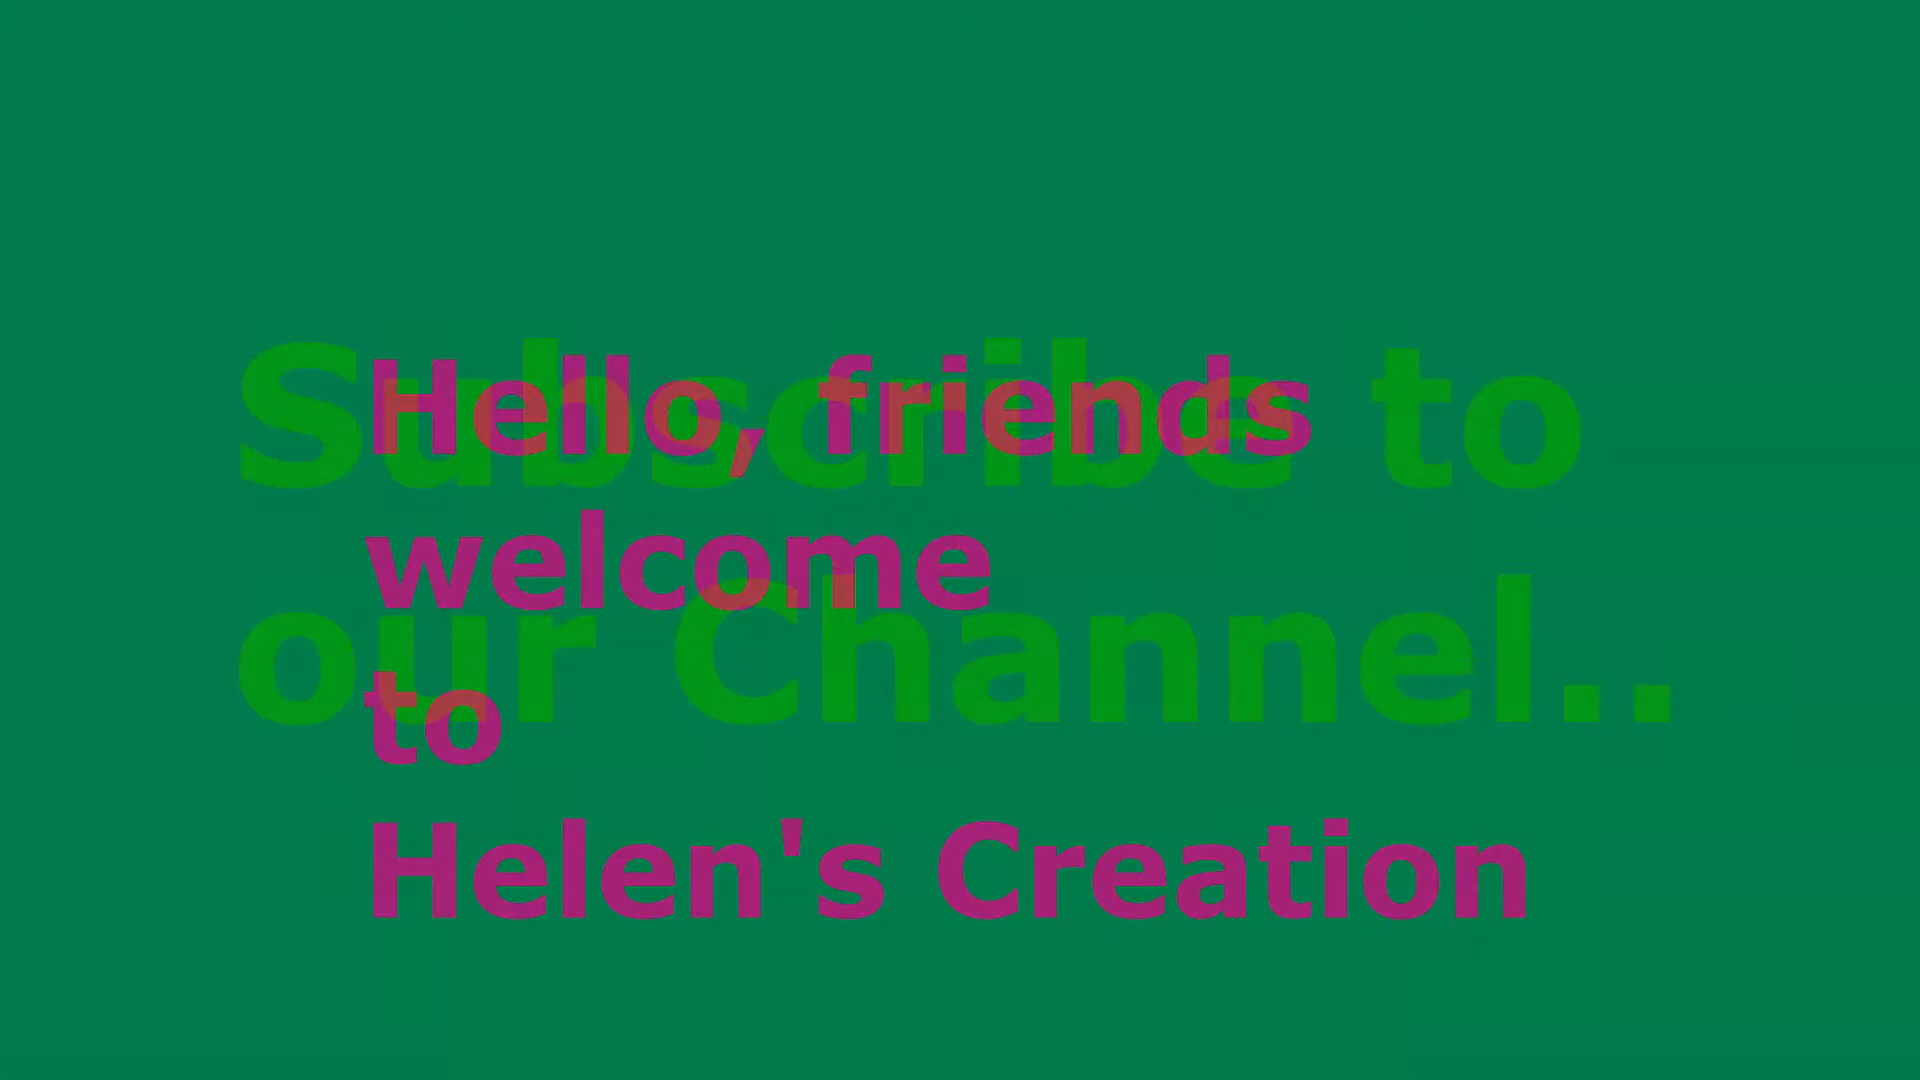 Hello, friends
welcome
to
Helen's Creation
Subscribe to
our Channel..